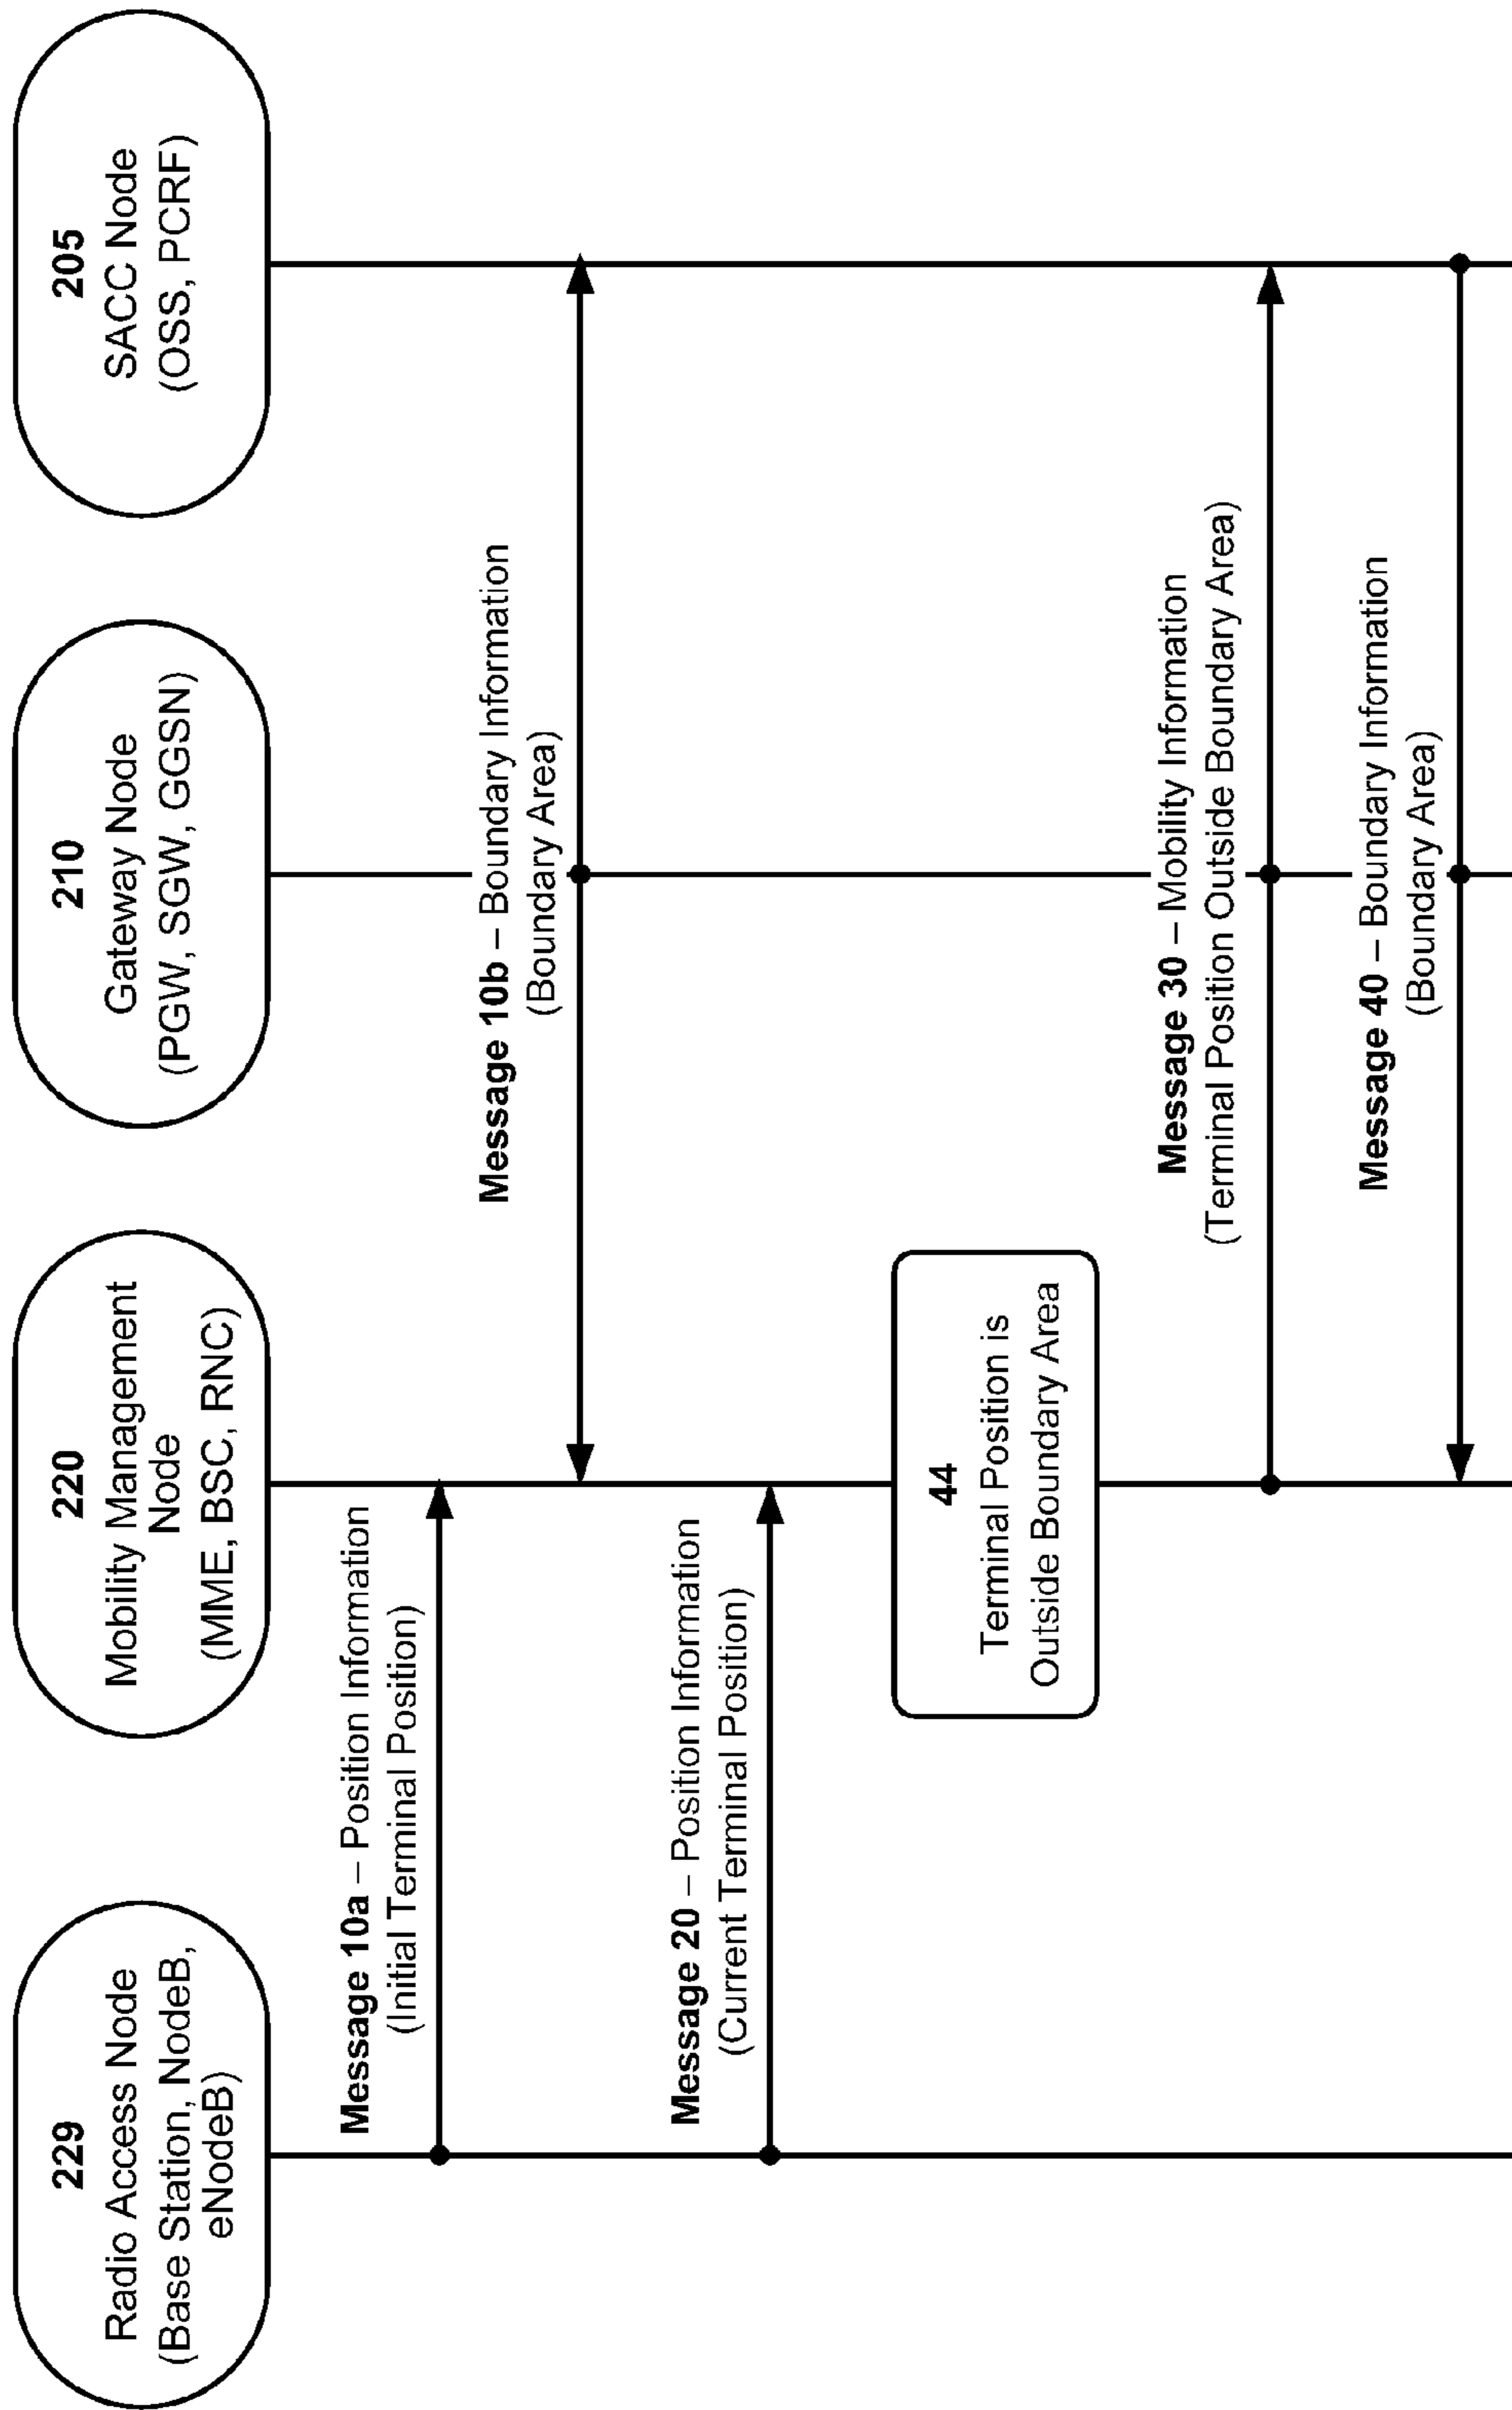 229
Radio Access Node
(Base Station, NodeB,
eNodeB)
220
Mobility Management
Node
(MME, BSC, RNC)
210
Gateway Node
(PGW, SGW, GGSN)
205
SACC Node
(OSS, PCRF)
Message 10a – Position Information
(Initial Terminal Position)
Message 10b – Boundary Information
(Boundary Area)
Message 20 – Position Information
(Current Terminal Position)
44
Terminal Position is
Outside Boundary Area
Message 30 – Mobility Information
(Terminal Position Outside Boundary Area)
Message 40 – Boundary Information
(Boundary Area)